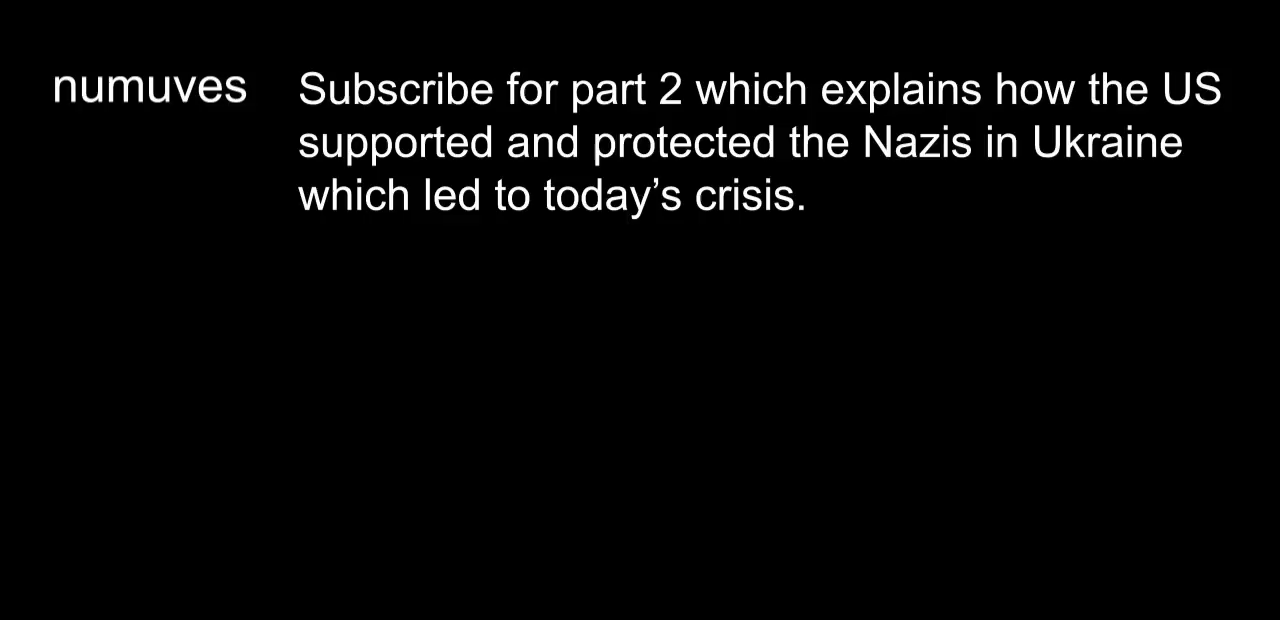 numuves
Subscribe for part 2 which explains how the US
supported and protected the Nazis in Ukraine
which led to today’s crisis.